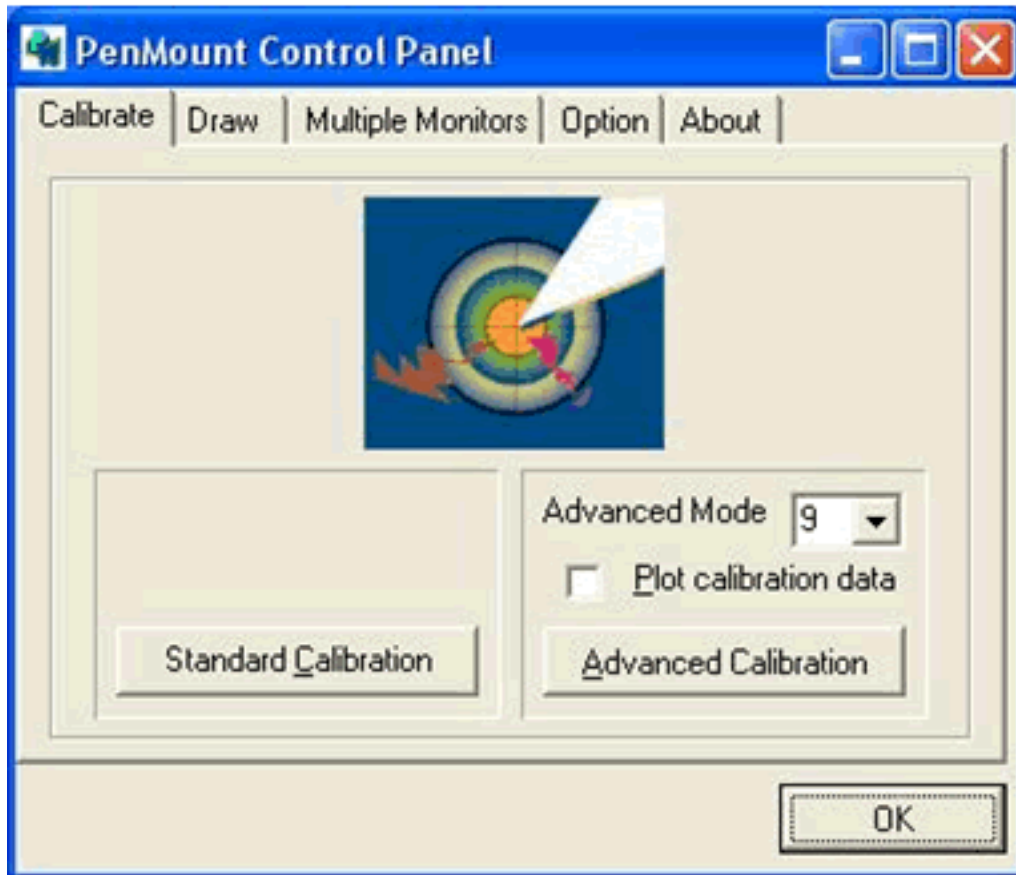 PenMount Control Panel
Calibrate Draw Multiple Monitors Option About
Advanced Mode 9
Plot calibration data
Standard Calibration Advanced Calibration
OK